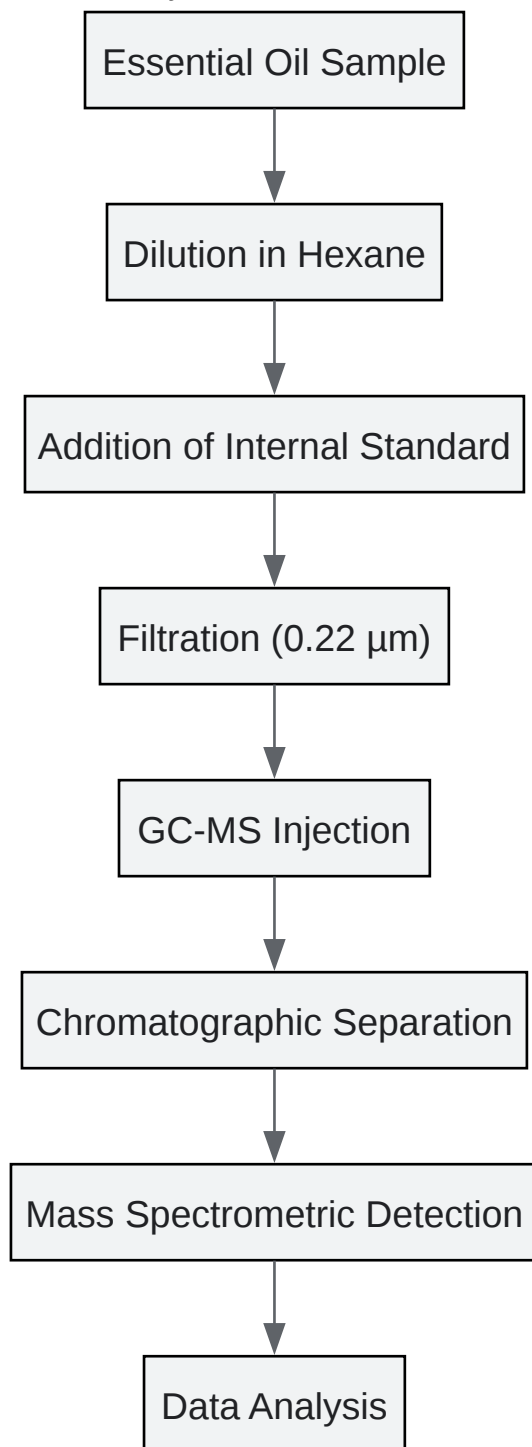 Essential Oil Sample
Dilution in Hexane
Addition of Internal Standard
Filtration (0.22 µm)
GC-MS Injection
Chromatographic Separation
Mass Spectrometric Detection
Data Analysis